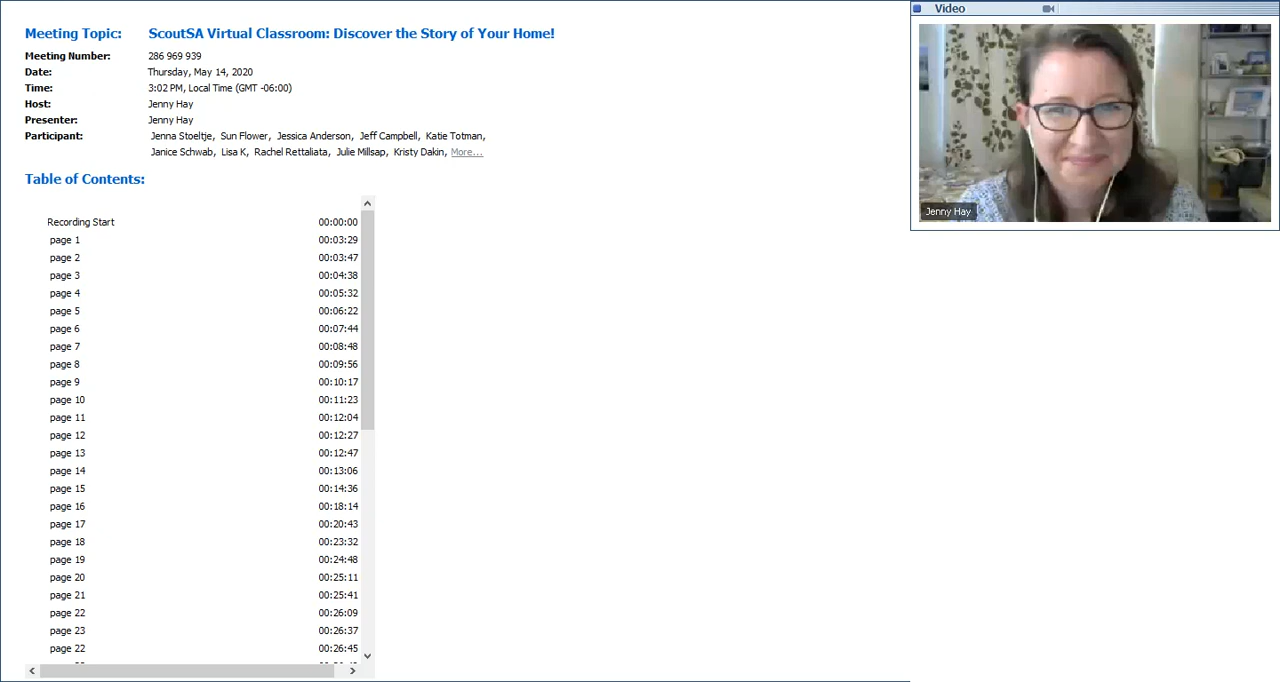 Video
Meeting Topic: ScoutSA Virtual Classroom: Discover the Story of Your Home!
Meeting Number: 286 969 939
Date: Thursday, May 14, 2020
Time: 3:02 PM, Local Time (GMT -06:00)
Host: Jenny Hay
Presenter: Jenny Hay
Participant: Jenna Stoeltje, Sun Flower, Jessica Anderson, Jeff Campbell, Katie Totman,
Janice Schwab, Lisa K, Rachel Rettaliata, Julie Millsap, Kristy Dakin, More...
Jenny Hay
Table of Contents:
Recording Start 00:00:00
page 1 00:03:29
page 2 00:03:47
page 3 00:04:38
page 4 00:05:32
page 5 00:06:22
page 6 00:07:44
page 7 00:08:48
page 8 00:09:56
page 9 00:10:17
page 10 00:11:23
page 11 00:12:04
page 12 00:12:27
page 13 00:12:47
page 14 00:13:06
page 15 00:14:36
page 16 00:18:14
page 17 00:20:43
page 18 00:23:32
page 19 00:24:48
page 20 00:25:11
page 21 00:25:41
page 22 00:26:09
page 23 00:26:37
page 22 00:26:45